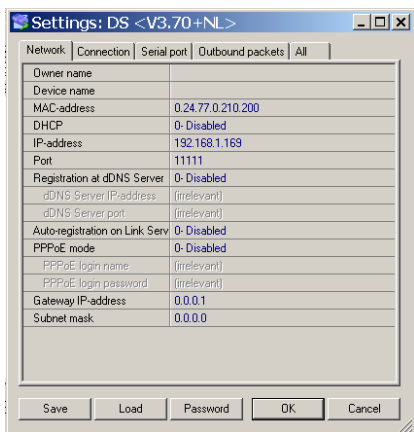 Settings: DS <V3.70+NL>
Network Connection Serial port Outbound packets All
Owner name
Device name
MAC-address 0.24.77.0.210.200
DHCP 0- Disabled
IP-address 192.168.1.169
Port 11111
Registration at dDNS Server 0- Disabled
dDNS Server IP-address (irrelevant)
dDNS Server port (irrelevant)
Auto-registration on Link Serv 0- Disabled
PPPoE mode 0- Disabled
PPPoE login name (irrelevant)
PPPoE login password (irrelevant)
Gateway IP-address 0.0.0.1
Subnet mask 0.0.0.0
Save Load Password OK Cancel